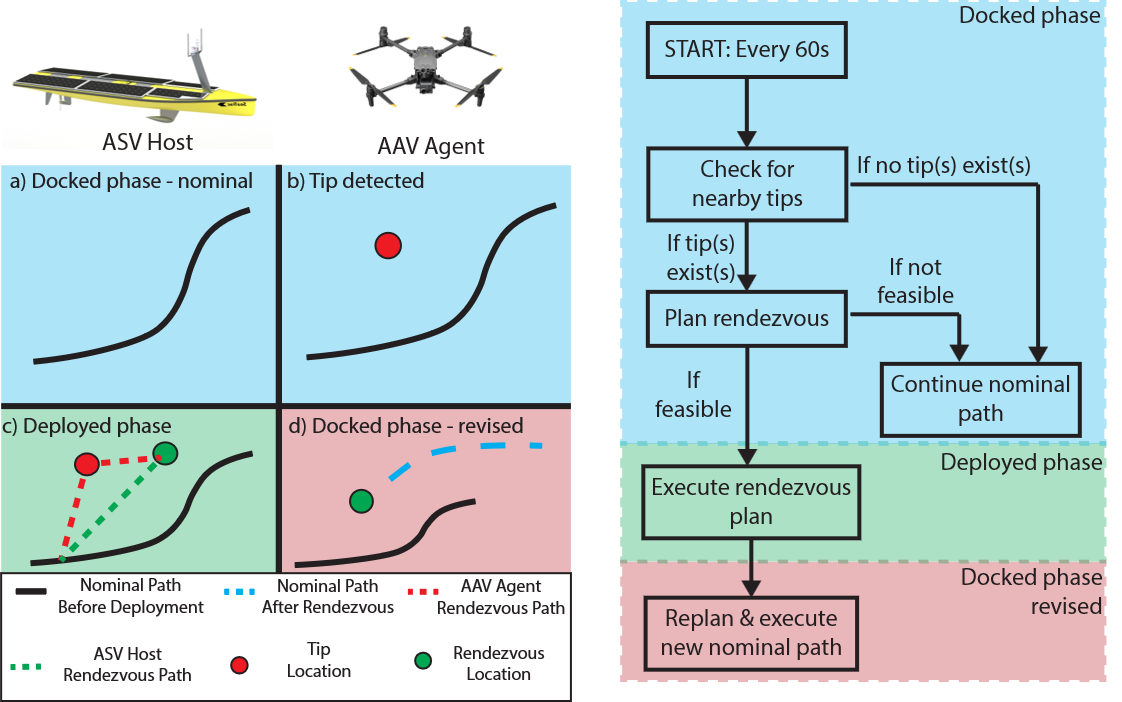 ASV Host
AAV Agent
a) Docked phase - nominal
b) Tip detected
c) Deployed phase
d) Docked phase - revised
Nominal Path
Before Deployment
Nominal Path
After Rendezvous
AAV Agent
Rendezvous Path
ASV Host
Rendezvous Path
Tip
Location
Rendezvous
Location
Docked phase
START: Every 60s
Check for
nearby tips
If no tip(s) exist(s)
If tip(s)
exist(s)
If not
feasible
Plan rendezvous
Continue nominal
path
If
feasible
Deployed phase
Execute rendezvous
plan
Docked phase
revised
Replan & execute
new nominal path